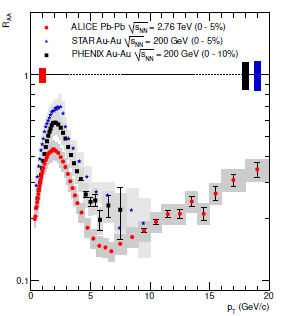 R_AA
ALICE Pb-Pb √s_NN = 2.76 TeV (0 - 5%)
STAR Au-Au √s_NN = 200 GeV (0 - 5%)
PHENIX Au-Au √s_NN = 200 GeV (0 - 10%)
1
0.1
0 5 10 15 20
p_T (GeV/c)